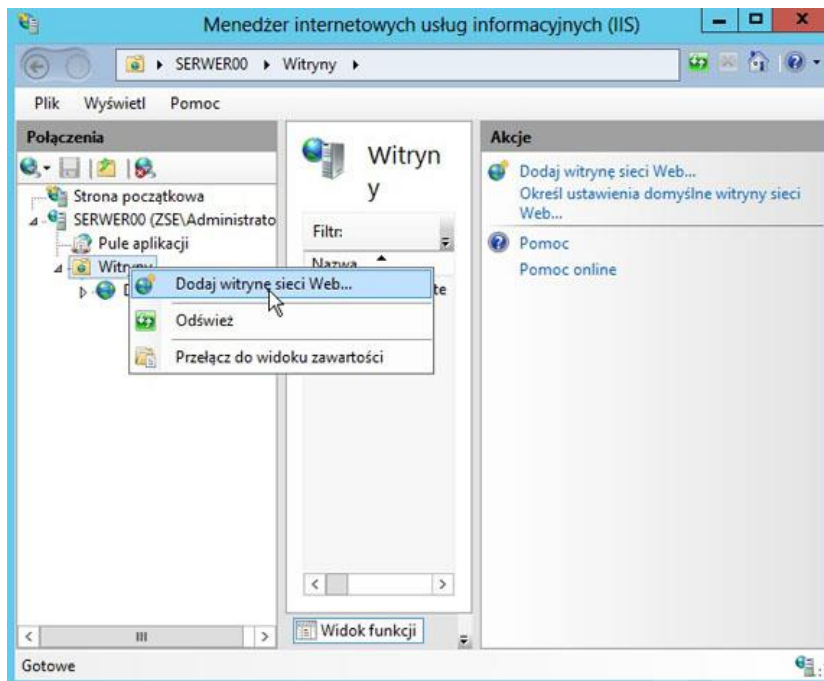 Menedżer internetowych usług informacyjnych (IIS)
SERWER00 Witryny
Plik Wyświetl Pomoc
Połączenia
Strona początkowa
SERWER00 (ZSE\Administrato
Pule aplikacji
Witryny
Dodaj witrynę sieci Web...
Odśwież
Przełącz do widoku zawartości
Witryn
y
Filtr:
Nazwa
te
Widok funkcji
Akcje
Dodaj witrynę sieci Web...
Określ ustawienia domyślne witryny sieci
Web...
Pomoc
Pomoc online
Gotowe